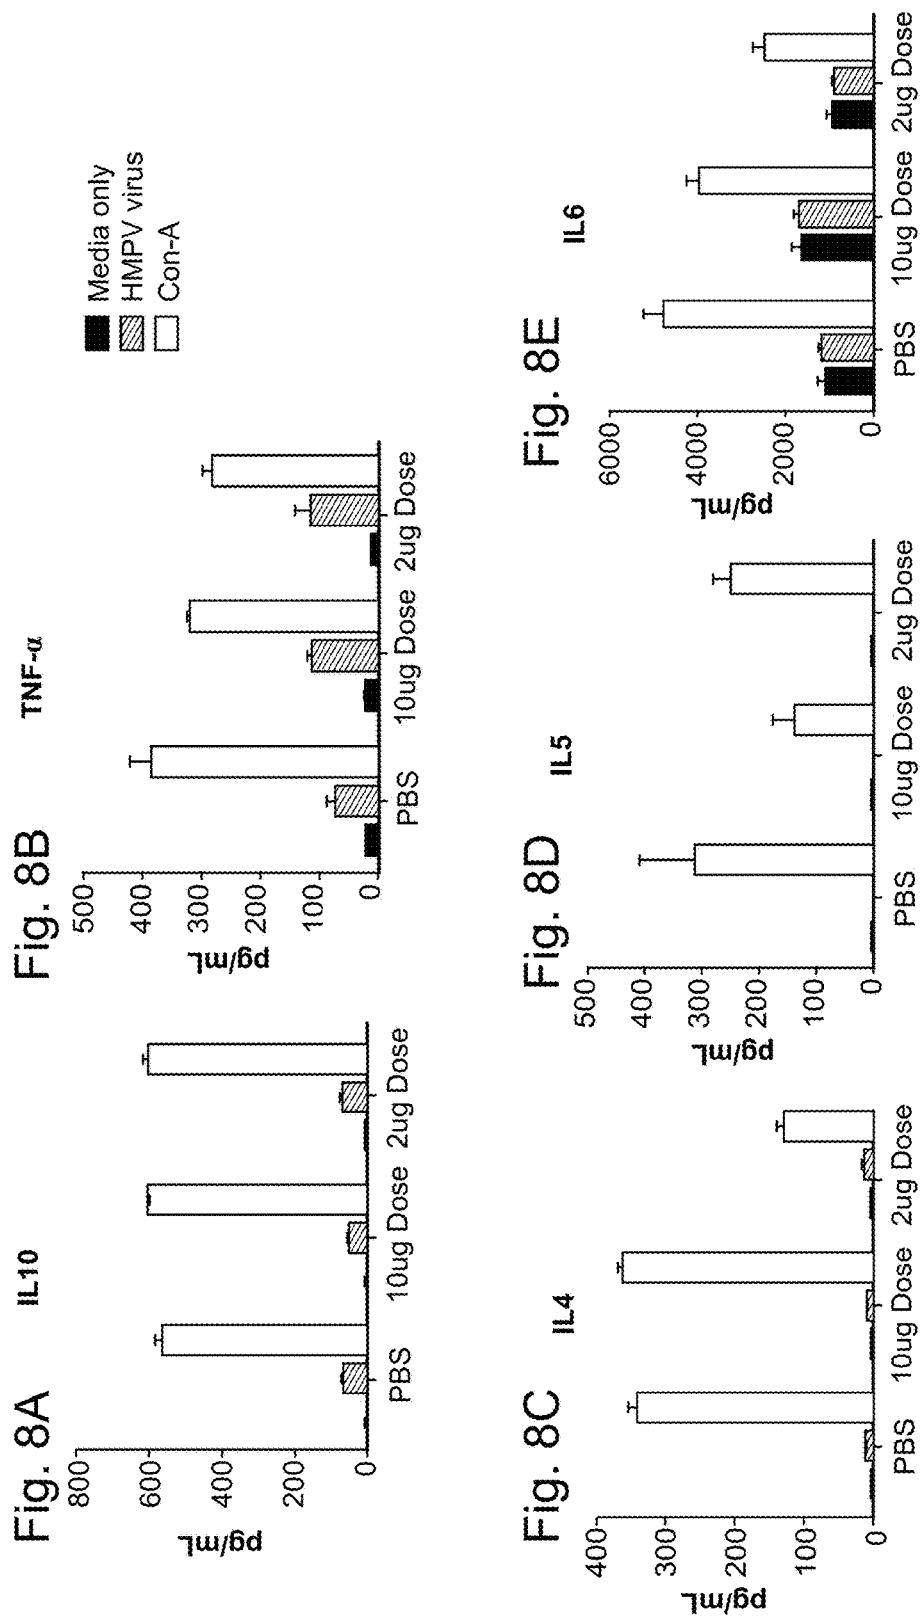 Fig. 8A
IL10
pg/mL
800
600
400
200
0
PBS
10ug Dose
2ug Dose
Fig. 8B
TNF-α
pg/mL
500
400
300
200
100
0
PBS
10ug Dose
2ug Dose
Media only
HMPV virus
Con-A
Fig. 8C
IL4
pg/mL
400
300
200
100
0
PBS
10ug Dose
2ug Dose
Fig. 8D
IL5
pg/mL
500
400
300
200
100
0
PBS
10ug Dose
2ug Dose
Fig. 8E
IL6
pg/mL
6000
4000
2000
0
PBS
10ug Dose
2ug Dose